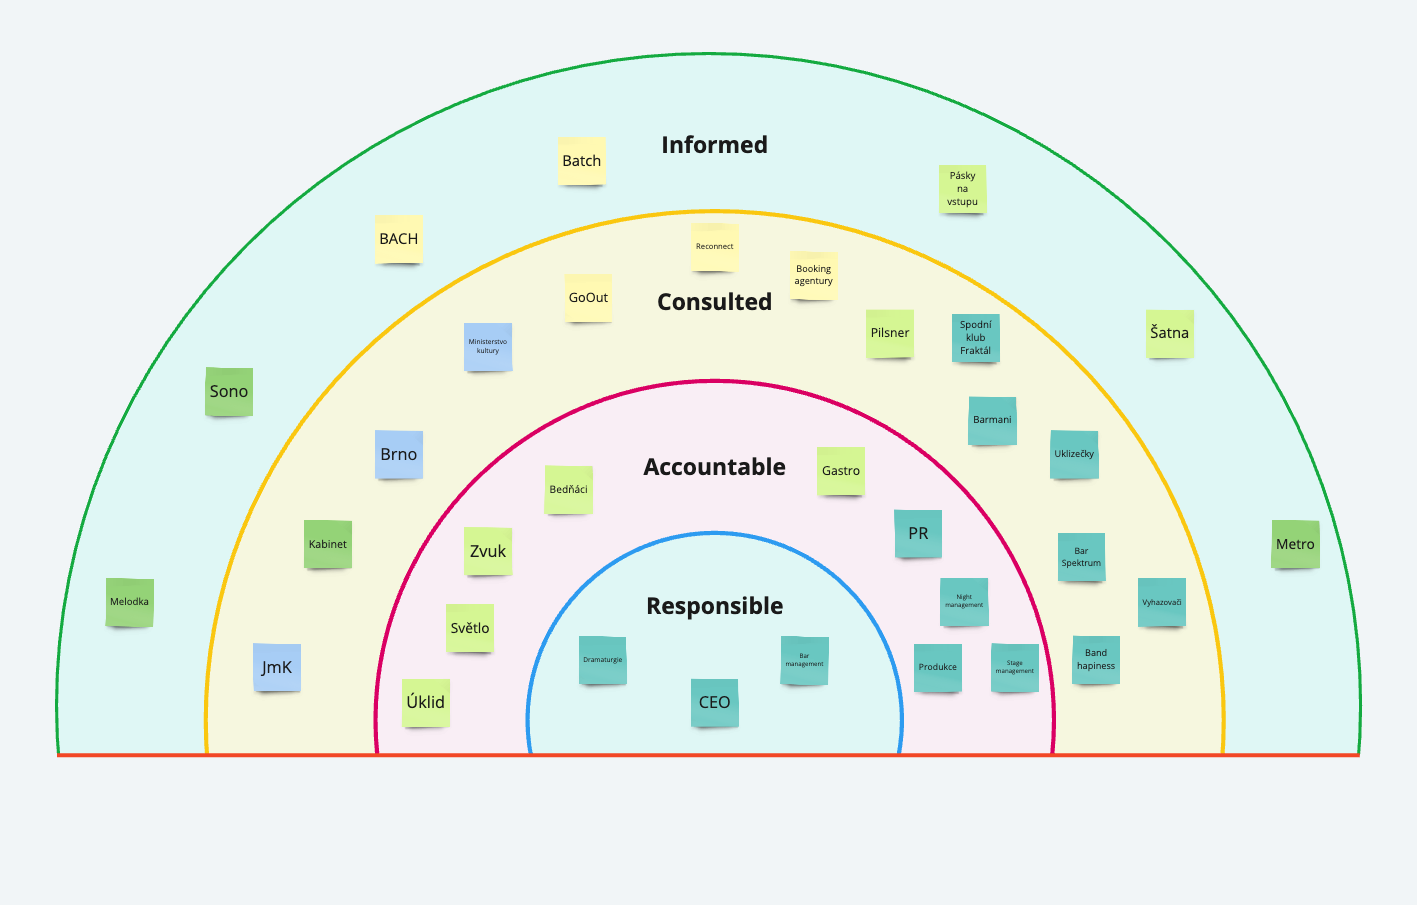 Informed
Batch
Pásky
na
vstupu
BACH
Reconnect
Booking
agentury
GoOut
Consulted
Ministerstvo
kultury
Pilsner
Spodní
klub
Fraktál
Šatna
Sono
Barmani
Brno
Uklizečky
Accountable
Gastro
Bedňáci
Kabinet
Zvuk
PR
Bar
Spektrum
Metro
Melodka
Responsible
Night
management
Vyhazovači
Světlo
JmK
Dramaturgie
Bar
management
Produkce
Stage
management
Band
hapiness
Úklid
CEO